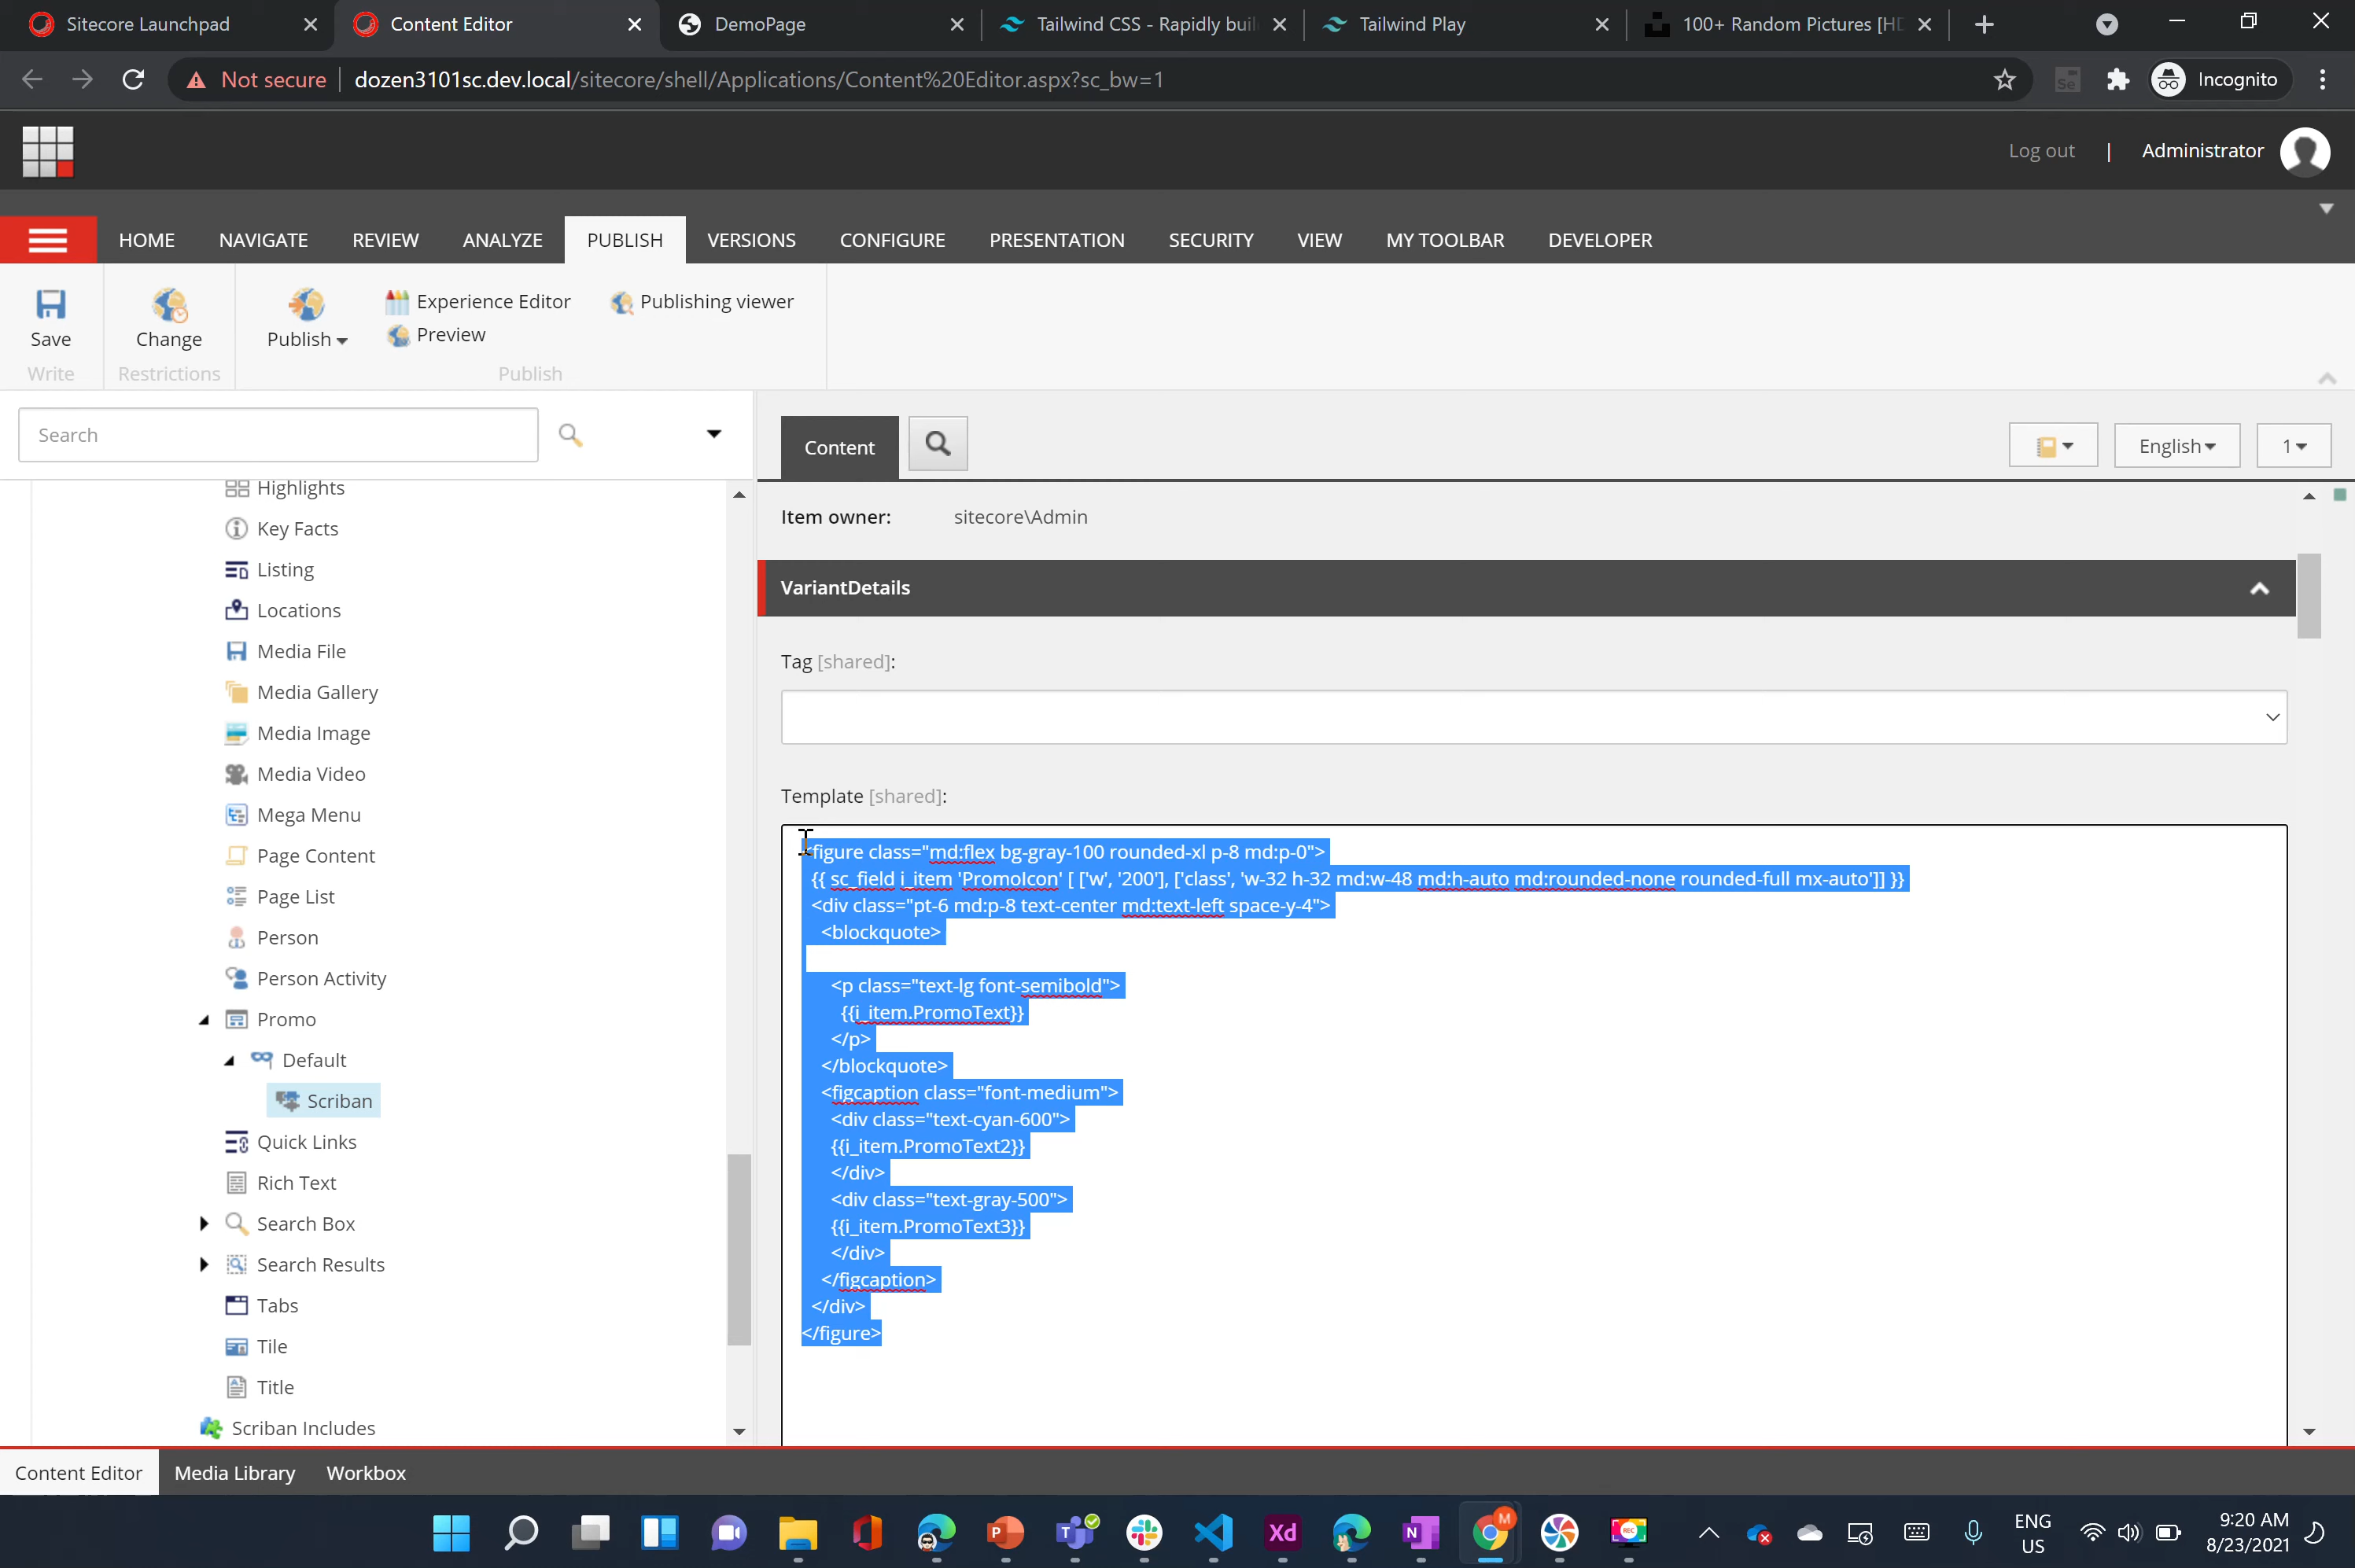 Sitecore Launchpad
Content Editor
DemoPage
Tailwind CSS - Rapidly buil
Tailwind Play
100+ Random Pictures [HD
Not secure
dozen3101sc.dev.local/sitecore/shell/Applications/Content%20Editor.aspx?sc_bw=1
Incognito
Log out
|
Administrator
HOME
NAVIGATE
REVIEW
ANALYZE
PUBLISH
VERSIONS
CONFIGURE
PRESENTATION
SECURITY
VIEW
MY TOOLBAR
DEVELOPER
Save
Write
Change
Restrictions
Publish
Experience Editor
Preview
Publishing viewer
Publish
Search
Highlights
Key Facts
Listing
Locations
Media File
Media Gallery
Media Image
Media Video
Mega Menu
Page Content
Page List
Person
Person Activity
Promo
Default
Scriban
Quick Links
Rich Text
Search Box
Search Results
Tabs
Tile
Title
Scriban Includes
Content
English
1
Item owner: sitecore\Admin
VariantDetails
Tag [shared]:
Template [shared]:
<figure class="md:flex bg-gray-100 rounded-xl p-8 md:p-0">
{{ sc_field i_item 'PromoIcon' [ ['w', '200'], ['class', 'w-32 h-32 md:w-48 md:h-auto md:rounded-none rounded-full mx-auto']] }}
<div class="pt-6 md:p-8 text-center md:text-left space-y-4">
<blockquote>
<p class="text-lg font-semibold">
{{i_item.PromoText}}
</p>
</blockquote>
<figcaption class="font-medium">
<div class="text-cyan-600">
{{i_item.PromoText2}}
</div>
<div class="text-gray-500">
{{i_item.PromoText3}}
</div>
</figcaption>
</div>
</figure>
Content Editor
Media Library
Workbox
ENG
US
9:20 AM
8/23/2021